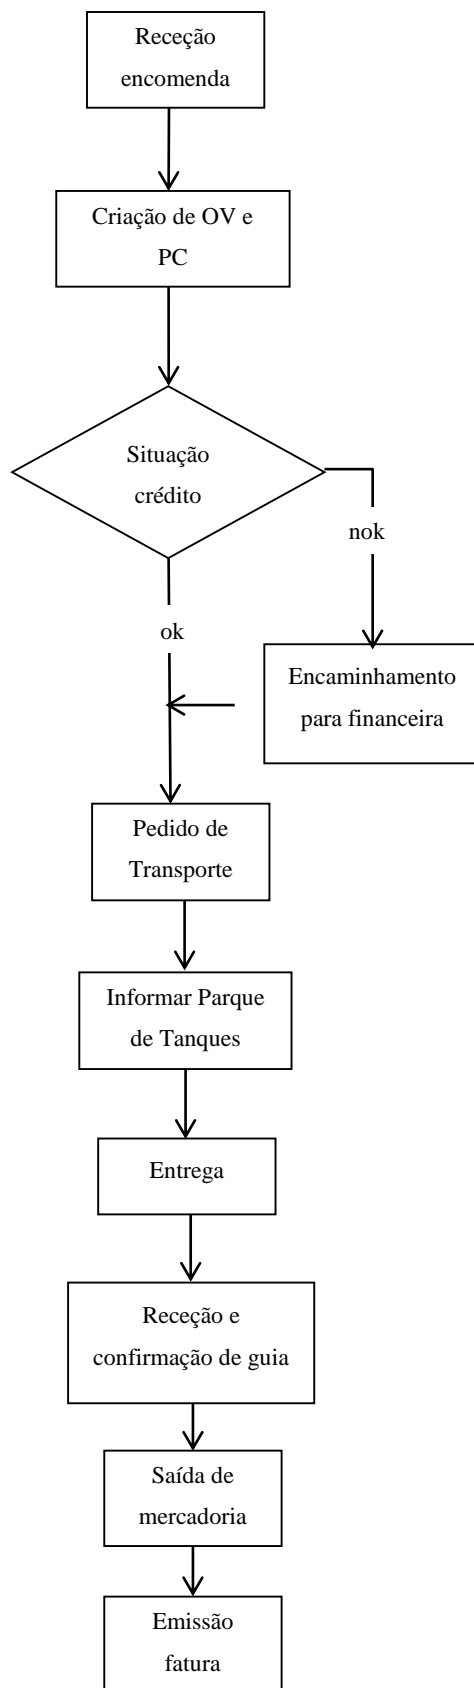 Receção
encomenda
Criação de OV e
PC
Situação
crédito
nok
ok
Encaminhamento
para financeira
Pedido de
Transporte
Informar Parque
de Tanques
Entrega
Receção e
confirmação de guia
Saída de
mercadoria
Emissão
fatura